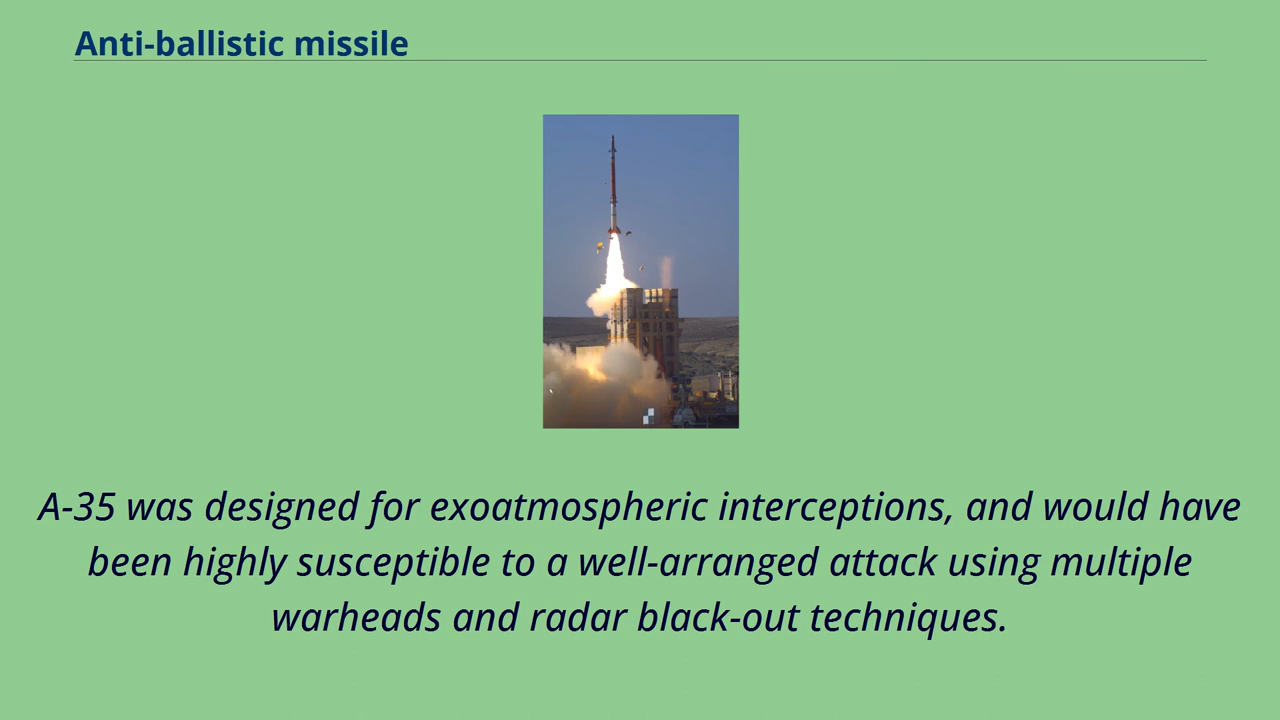 Anti-ballistic missile
A-35 was designed for exoatmospheric interceptions, and would have
been highly susceptible to a well-arranged attack using multiple
warheads and radar black-out techniques.